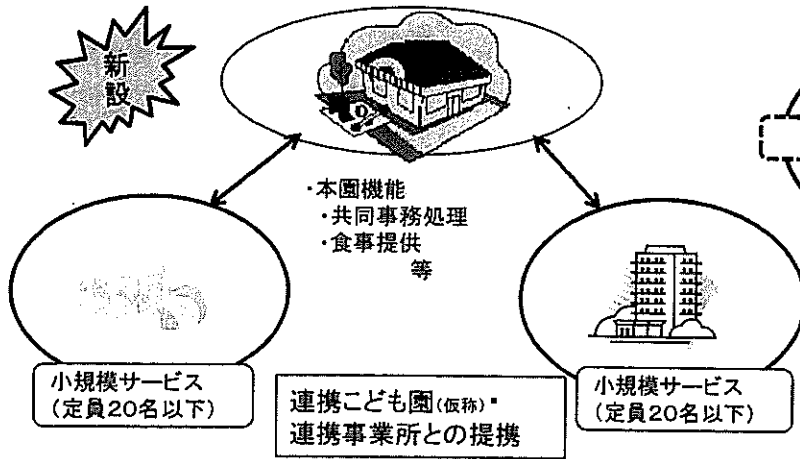 新設
・本園機能
・共同事務処理
・食事提供
等
小規模サービス
(定員20名以下)
連携こども園(仮称)・
連携事業所との提携
小規模サービス
(定員20名以下)